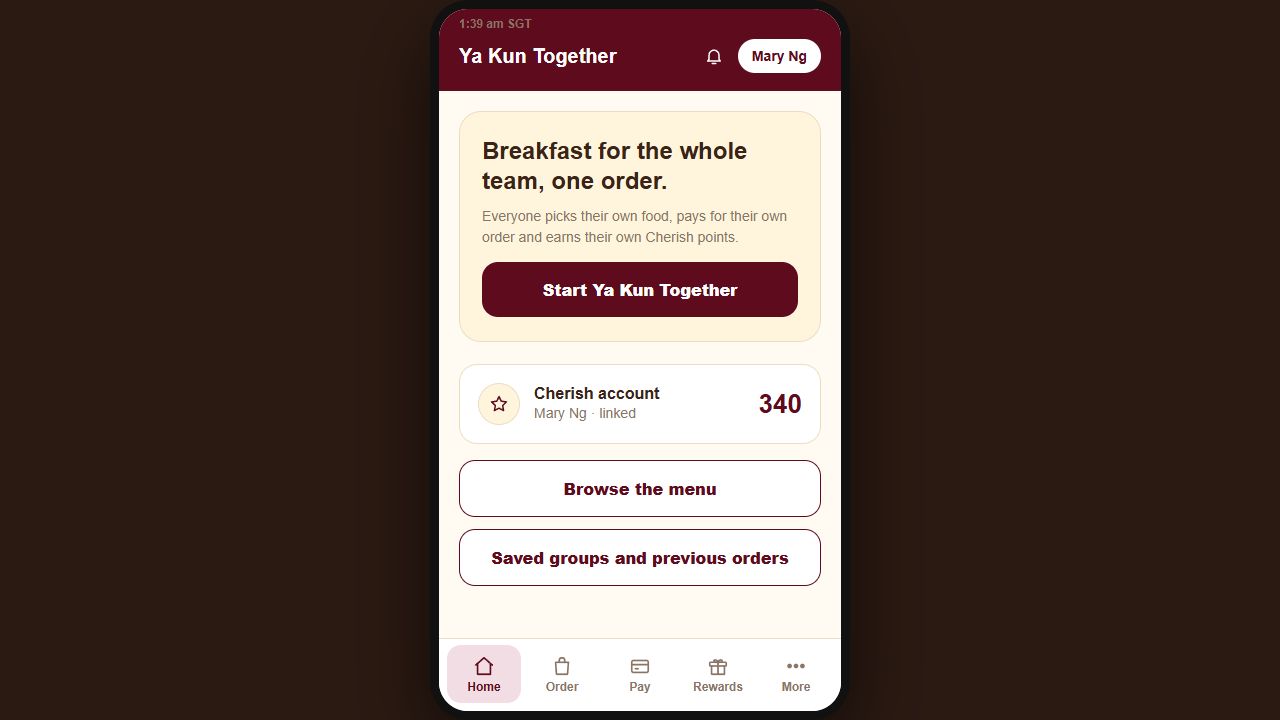 1:39 am SGT
Ya Kun Together
Mary Ng
Breakfast for the whole
team, one order.
Everyone picks their own food, pays for their own
order and earns their own Cherish points.
Start Ya Kun Together
Cherish account
Mary Ng · linked
340
Browse the menu
Saved groups and previous orders
Home
Order
Pay
Rewards
More